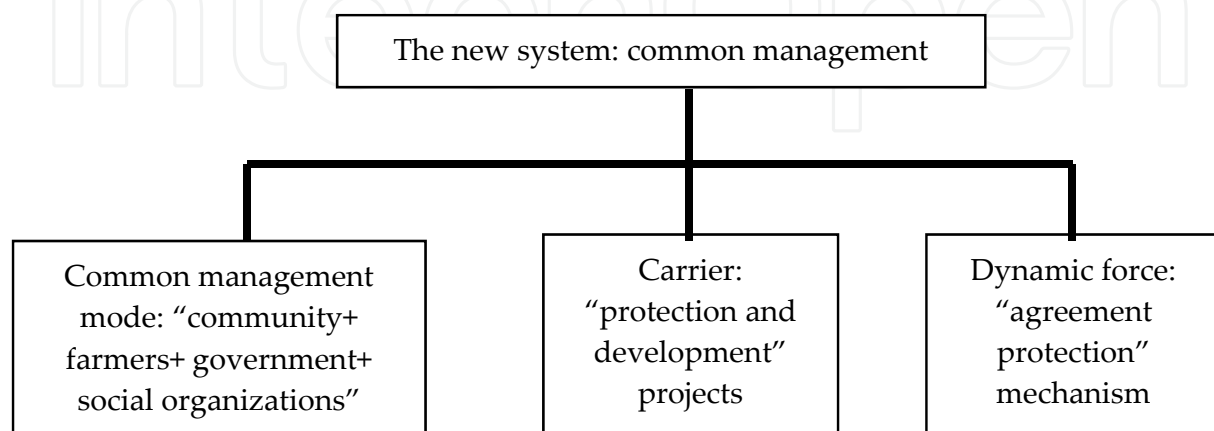 The new system: common management
Common management
mode: “community+
farmers+ government+
social organizations”
Carrier:
“protection and
development”
projects
Dynamic force:
“agreement
protection”
mechanism